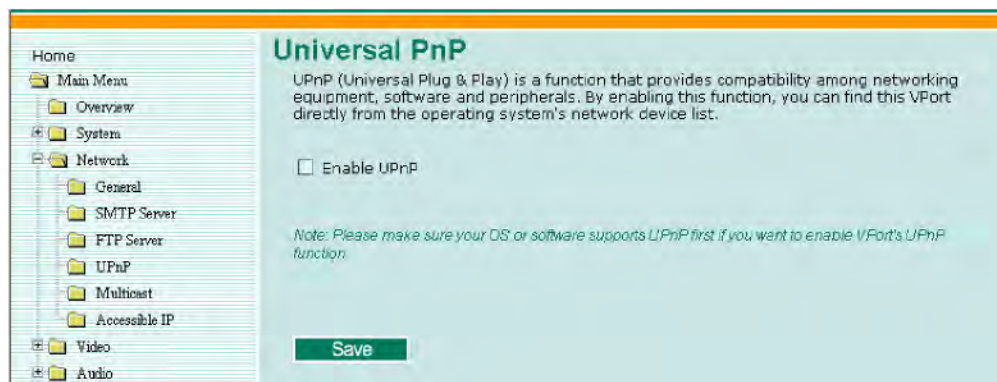 Home
Main Menu
Overview
System
Network
General
SMTP Server
FTP Server
UPnP
Multicast
Accessible IP
Video
Audio
Universal PnP
UPnP (Universal Plug & Play) is a function that provides compatibility among networking
equipment, software and peripherals. By enabling this function, you can find this VPort
directly from the operating system's network device list.
Enable UPnP
Note: Please make sure your OS or software supports UPnP first if you want to enable VPort's UPnP
function
Save